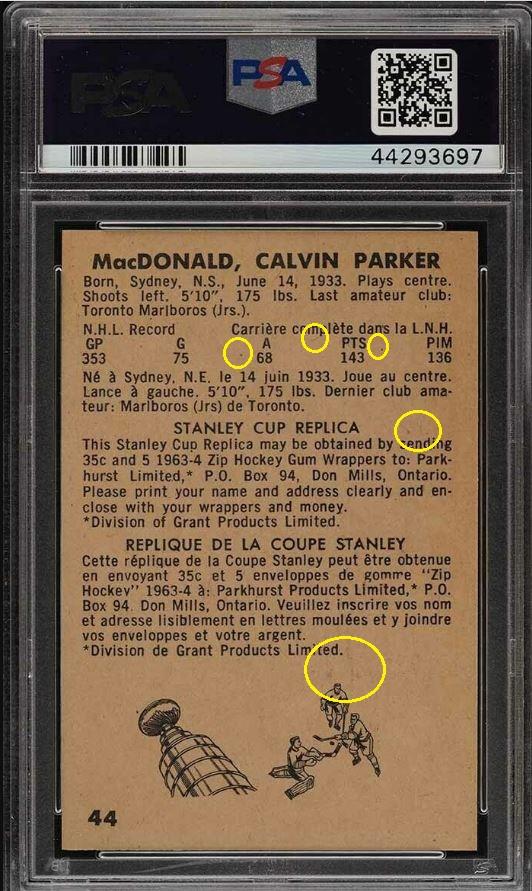 PSA
PSA
44293697
MacDONALD, CALVIN PARKER
Born, Sydney, N.S., June 14, 1933. Plays centre.
Shoots left. 5'10", 175 lbs. Last amateur club:
Toronto Marlboros (Jrs.).
N.H.L. Record Carrière complète dans la L.N.H.
GP G A PTS PIM
353 75 68 143 136
Né à Sydney, N.E. le 14 juin 1933. Joue au centre.
Lance à gauche. 5'10", 175 lbs. Dernier club ama-
teur: Marlboros (Jrs) de Toronto.
STANLEY CUP REPLICA
This Stanley Cup Replica may be obtained by sending
35c and 5 1963-4 Zip Hockey Gum Wrappers to: Park-
hurst Limited,* P.O. Box 94, Don Mills, Ontario.
Please print your name and address clearly and en-
close with your wrappers and money.
*Division of Grant Products Limited.
REPLIQUE DE LA COUPE STANLEY
Cette réplique de la Coupe Stanley peut être obtenue
en envoyant 35c et 5 enveloppes de gomme "Zip
Hockey" 1963-4 à: Parkhurst Products Limited,* P.O.
Box 94 Don Mills, Ontario. Veuillez inscrire vos nom
et adresse lisiblement en lettres moulées et y joindre
vos enveloppes et votre argent.
*Division de Grant Products Limited.
44